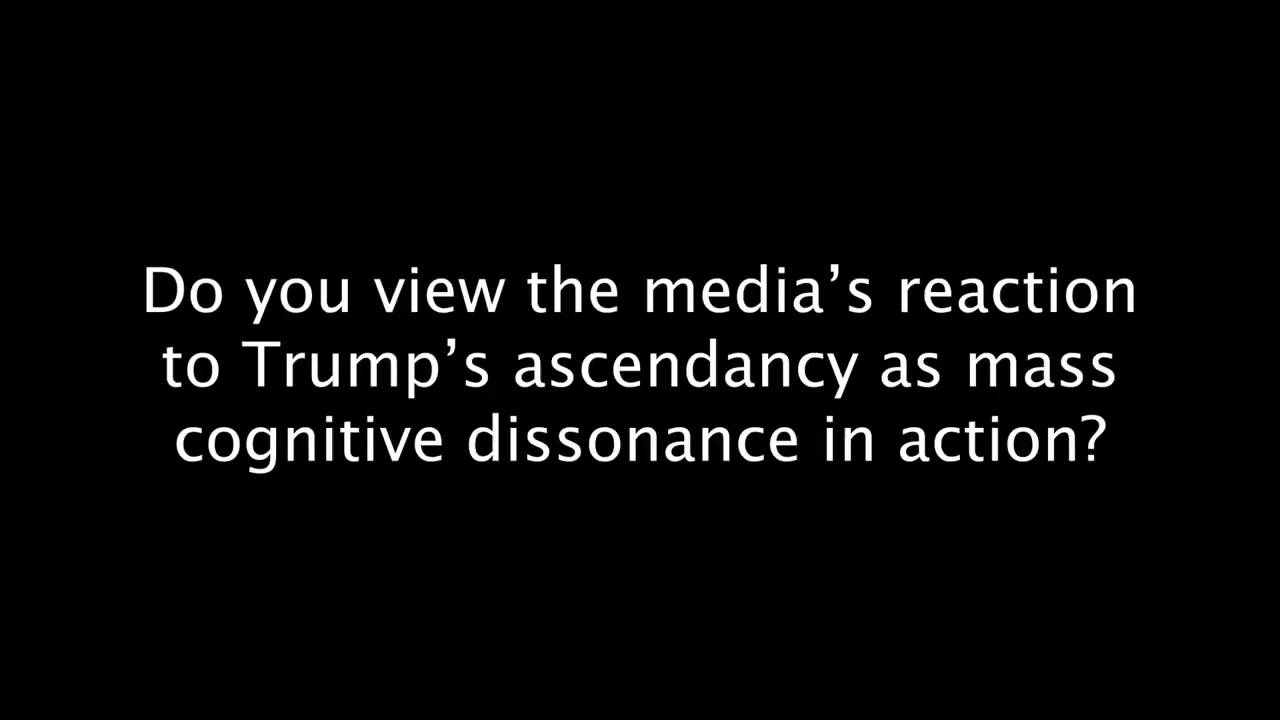 Do you view the media’s reaction
to Trump’s ascendancy as mass
cognitive dissonance in action?